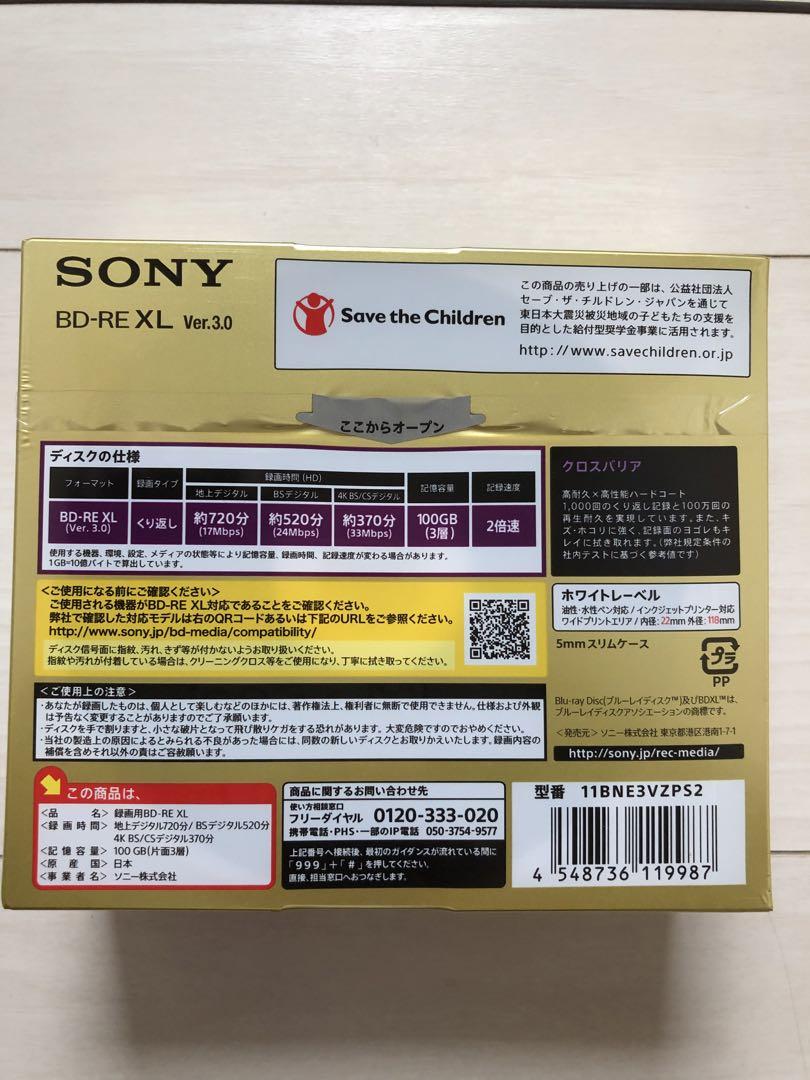 SONY
BD-RE XL Ver.3.0
Save the Children
この商品の売り上げの一部は、公益社団法人
セーブ・ザ・チルドレン・ジャパンを通じて
東日本大震災被災地域の子どもたちの支援を
目的とした給付型奨学金事業に活用されます。
http://www.savechildren.or.jp
ここからオープン
ディスクの仕様
フォーマット 録画タイプ 録画時間(HD) 記憶容量 記録速度
地上デジタル BSデジタル 4K BS/CSデジタル
BD-RE XL (Ver. 3.0) くり返し 約720分 (17Mbps) 約520分 (24Mbps) 約370分 (33Mbps) 100GB (3層) 2倍速
使用する機器、環境、設定、メディアの状態等により記憶容量、録画時間、記録速度が変わる場合があります。
1GB=10億バイトで算出しています。
クロスバリア
高耐久×高性能ハードコート
1,000回のくり返し記録と100万回の
再生耐久を実現しています。また、キ
ズ・ホコリに強く、記録面のヨゴレもキ
レイに拭き取れます。(弊社規定条件の
社内テストに基づく参考値です)
<ご使用になる前にご確認ください>
ご使用される機器がBD-RE XL対応であることをご確認ください。
弊社で確認した対応モデルは右のQRコードあるいは下記のURLをご参照ください。
http://www.sony.jp/bd-media/compatibility/
ディスク信号面に指紋、汚れ、きず等が付かないようお取り扱いください。
指紋や汚れが付着している場合は、クリーニングクロス等をご使用になり、丁寧に拭き取ってください。
ホワイトレーベル
油性・水性ペン対応/インクジェットプリンター対応
ワイドプリントエリア/内径:22mm 外径:118mm
5mmスリムケース
プラ
PP
<ご使用上の注意>
・あなたが録画したものは、個人として楽しむなどのほかには、著作権法上、権利者に無断で使用できません。仕様および外観
は予告なく変更することがありますのでご了承願います。
・ディスクを手で割りますと、小さな破片となって飛び散りケガをする恐れがあります。大変危険ですのでおやめください。
・当社の製造上の原因によるとみられる不良があった場合には、同数の新しいディスクとお取りかえいたします。録画内容の
補償を含めそれ以外の責はご容赦願います。
Blu-ray Disc(ブルーレイディスク™)及びBDXL™は、
ブルーレイディスクアソシエーションの商標です。
<発売元> ソニー株式会社 東京都港区港南1-7-1
http://sony.jp/rec-media/
この商品は、
<品 名> 録画用BD-RE XL
<録画時間> 地上デジタル720分/BSデジタル520分
4K BS/CSデジタル370分
<記憶容量> 100GB(片面3層)
<原産国> 日本
<事業者名> ソニー株式会社
商品に関するお問い合わせ先
使い方相談窓口
フリーダイヤル 0120-333-020
携帯電話・PHS・一部のIP電話 050-3754-9577
上記番号へ接続後、最初のガイダンスが流れている間に
「999」+「#」を押してください。
直接、担当窓口へおつなぎします。
型番 11BNE3VZPS2
4 548736 119987